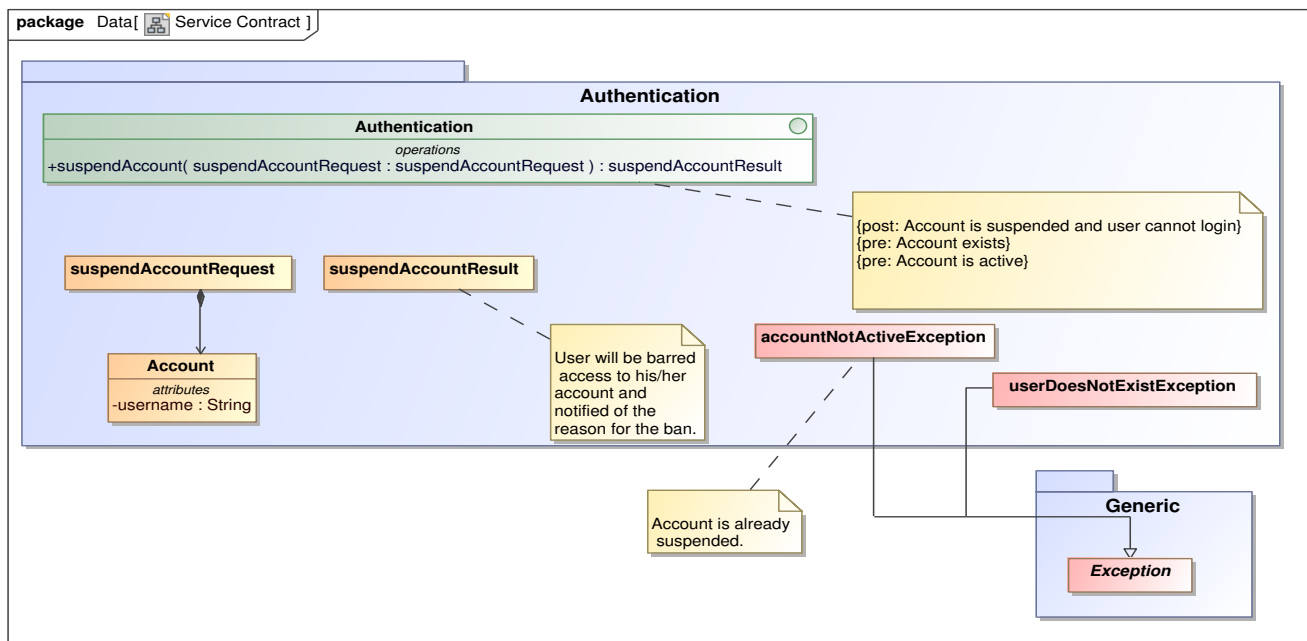 package Data[ Service Contract ]
Authentication
Authentication
operations
+suspendAccount( suspendAccountRequest : suspendAccountRequest ) : suspendAccountResult
{post: Account is suspended and user cannot login}
{pre: Account exists}
{pre: Account is active}
suspendAccountRequest
suspendAccountResult
Account
attributes
-username : String
User will be barred
access to his/her
account and
notified of the
reason for the ban.
accountNotActiveException
userDoesNotExistException
Account is already
suspended.
Generic
Exception